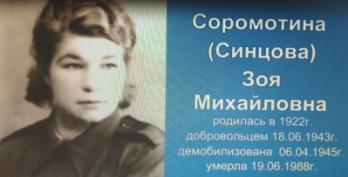 Соромотина
(Синцова)
Зоя
Михайловна
родилась в 1922г.
добровольцем 18.06.1943г.
демобилизована 06.04.1945г.
умерла 19.06.1988г.